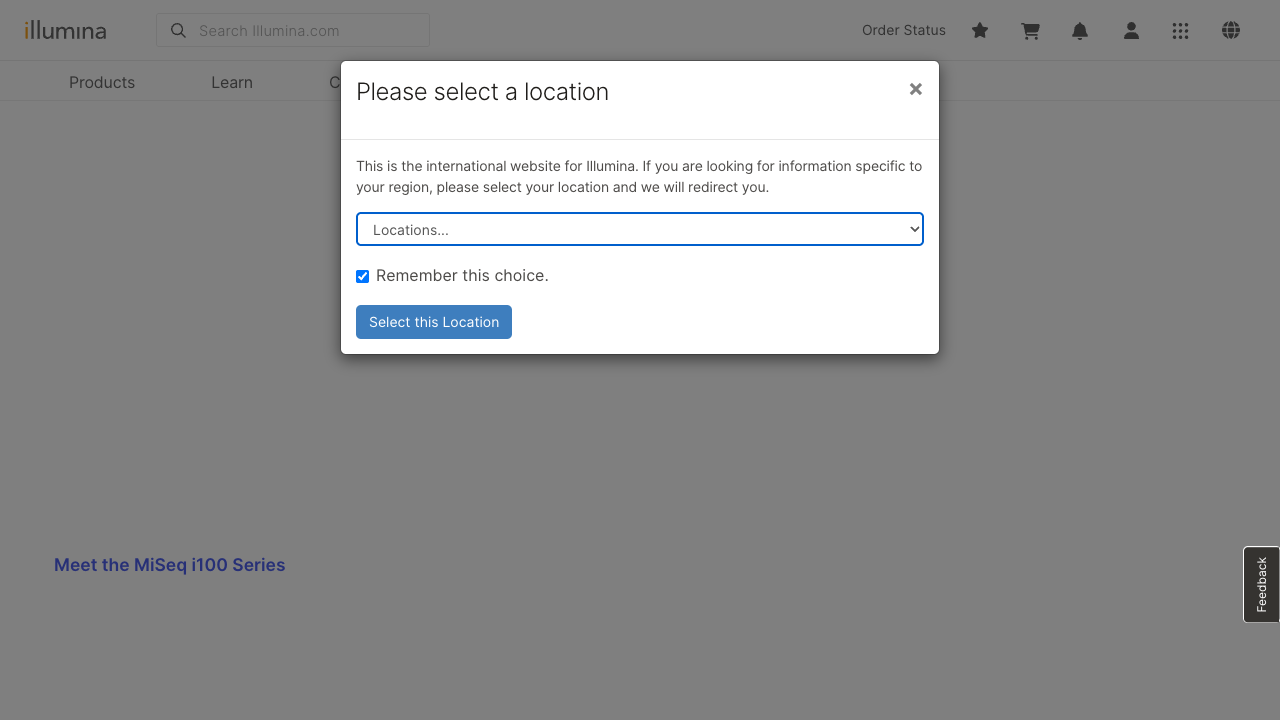 illumina
Search Illumina.com
Order Status
Products
Learn
C
Please select a location
×
This is the international website for Illumina. If you are looking for information specific to
your region, please select your location and we will redirect you.
Locations...
Remember this choice.
Select this Location
Meet the MiSeq i100 Series
Feedback